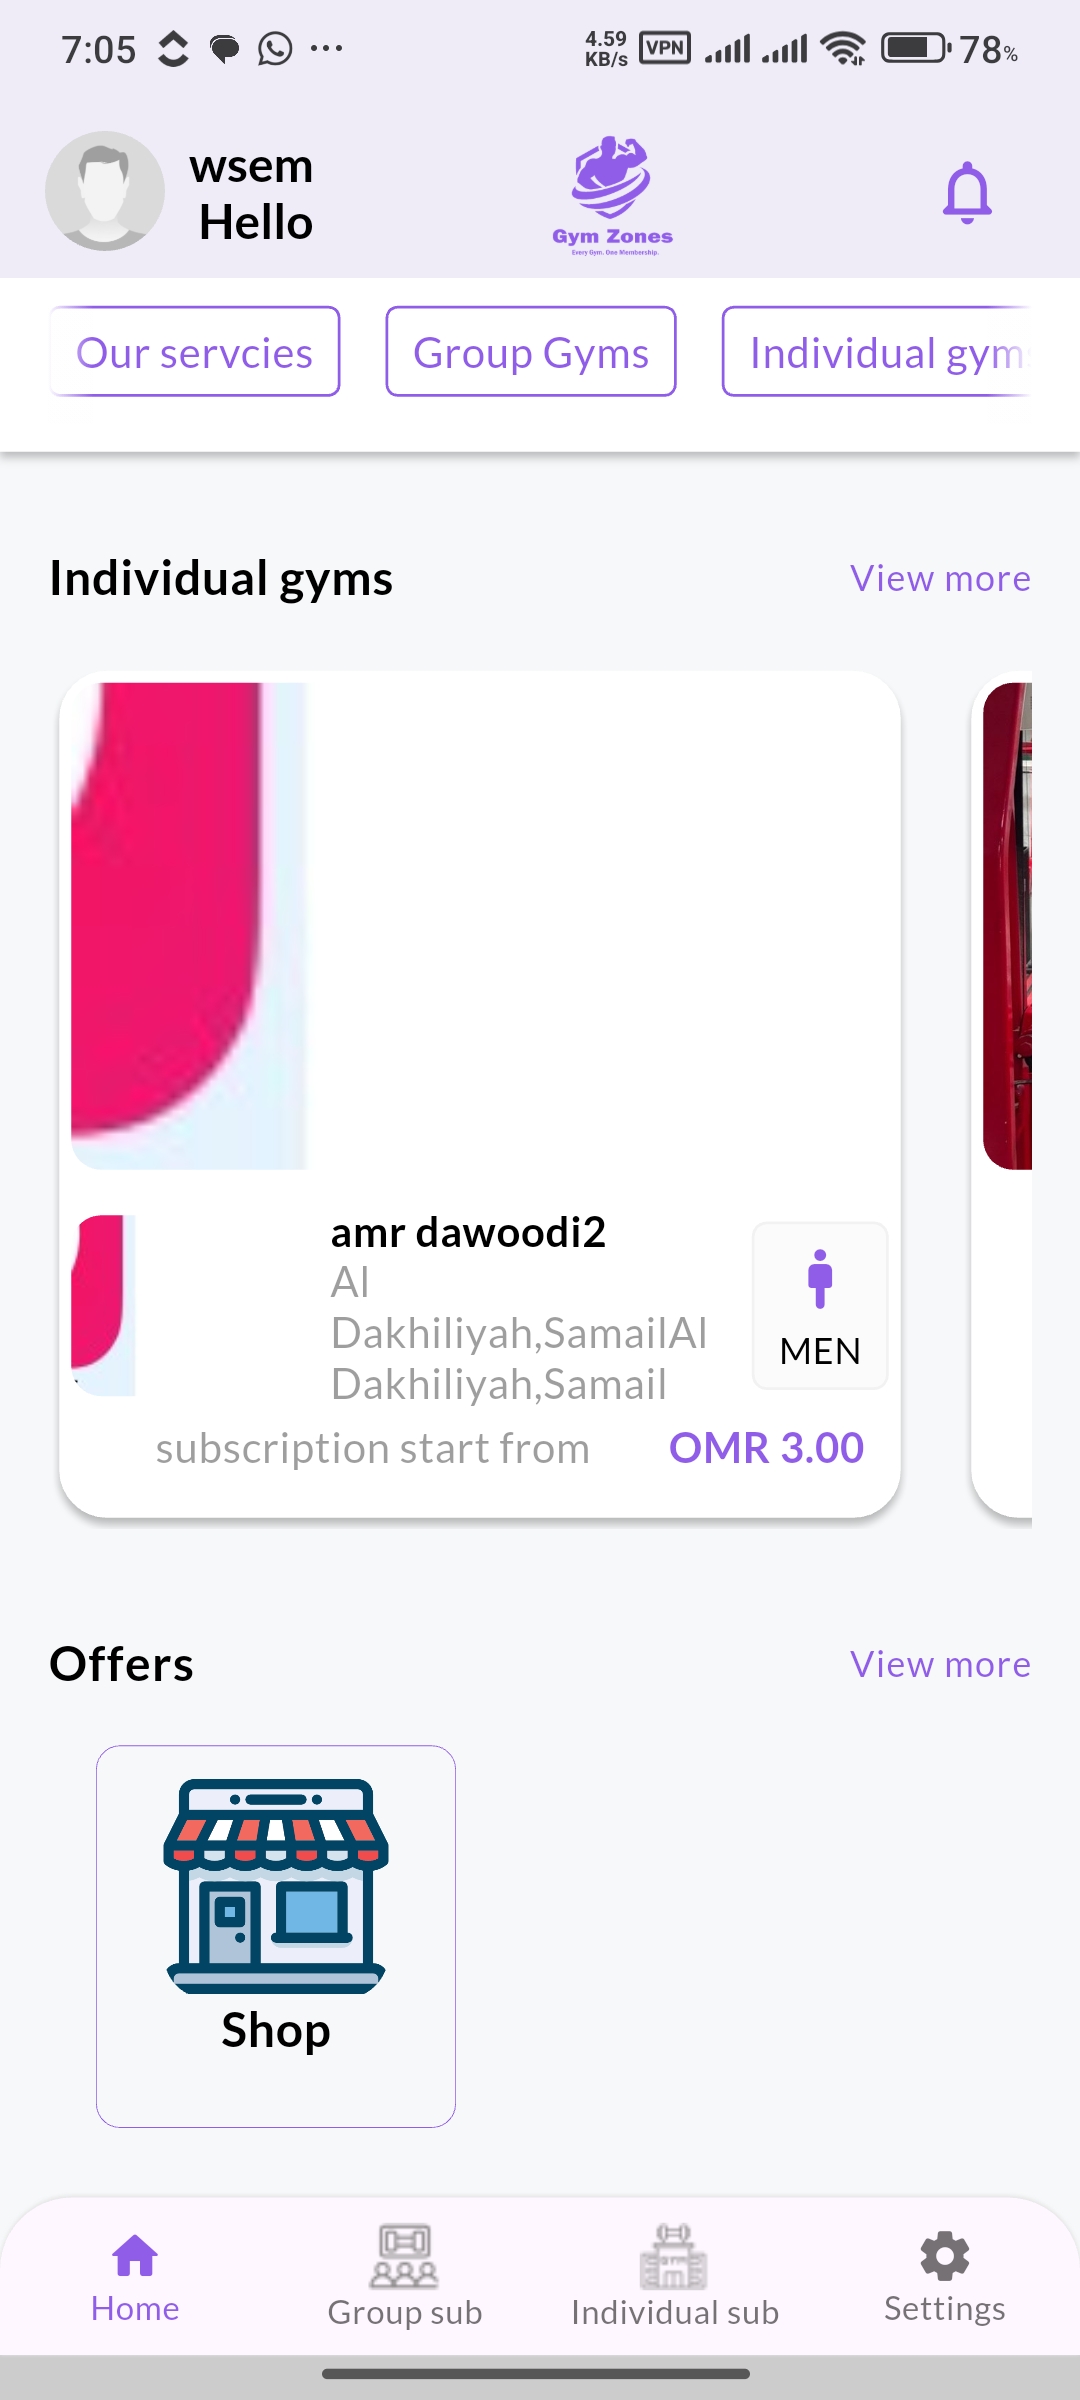 7:05
4.59
KB/s
VPN
78%
wsem
Hello
Gym Zones
Every Gym. One Membership.
Our servcies
Group Gyms
Individual gyms
Individual gyms
View more
amr dawoodi2
Al
Dakhiliyah,SamailAl
Dakhiliyah,Samail
MEN
subscription start from
OMR 3.00
Offers
View more
Shop
Home
Group sub
Individual sub
Settings